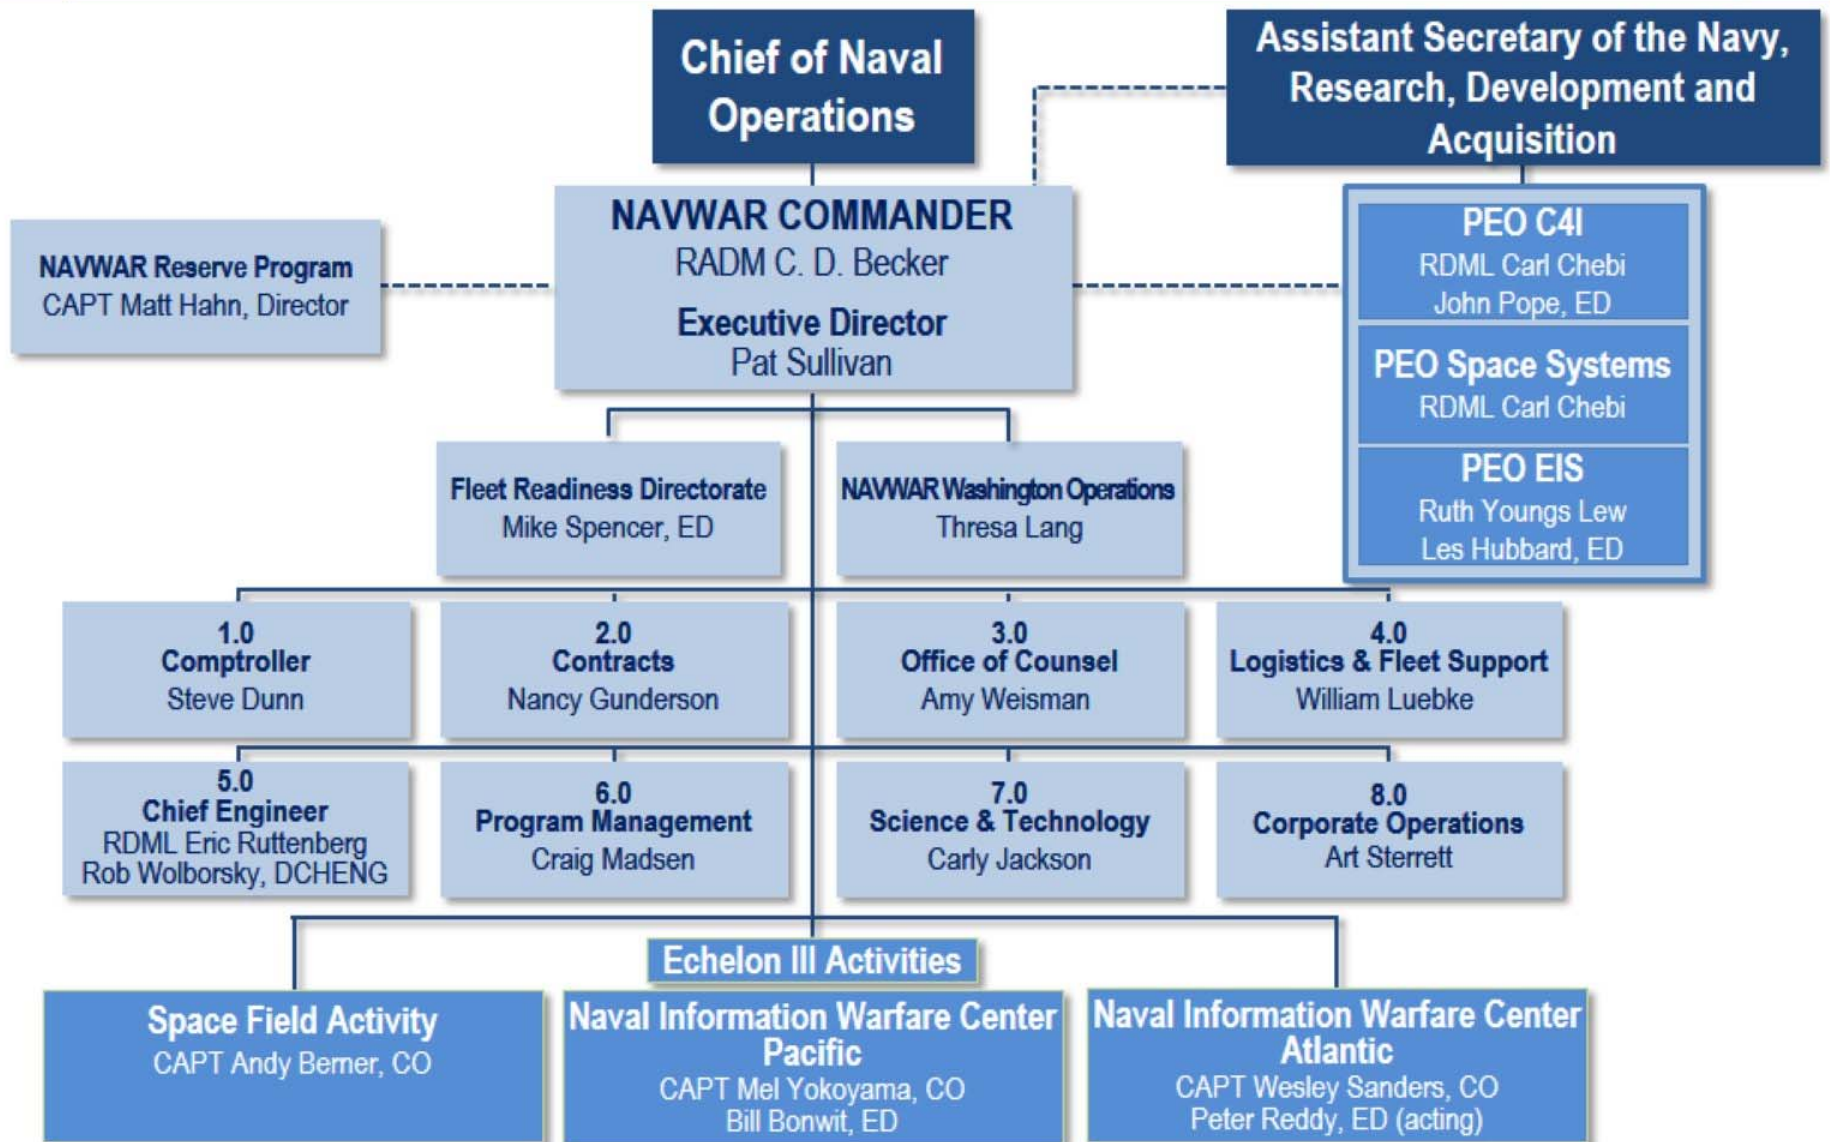 Chief of Naval
Operations
Assistant Secretary of the Navy,
Research, Development and
Acquisition
NAVWAR COMMANDER
RADM C. D. Becker
Executive Director
Pat Sullivan
NAVWAR Reserve Program
CAPT Matt Hahn, Director
PEO C4I
RDML Carl Chebi
John Pope, ED
PEO Space Systems
RDML Carl Chebi
PEO EIS
Ruth Youngs Lew
Les Hubbard, ED
Fleet Readiness Directorate
Mike Spencer, ED
NAVWAR Washington Operations
Thresa Lang
1.0
Comptroller
Steve Dunn
2.0
Contracts
Nancy Gunderson
3.0
Office of Counsel
Amy Weisman
4.0
Logistics & Fleet Support
William Luebke
5.0
Chief Engineer
RDML Eric Ruttenberg
Rob Wolborsky, DCHENG
6.0
Program Management
Craig Madsen
7.0
Science & Technology
Carly Jackson
8.0
Corporate Operations
Art Sterrett
Echelon III Activities
Space Field Activity
CAPT Andy Berner, CO
Naval Information Warfare Center
Pacific
CAPT Mel Yokoyama, CO
Bill Bonwit, ED
Naval Information Warfare Center
Atlantic
CAPT Wesley Sanders, CO
Peter Reddy, ED (acting)